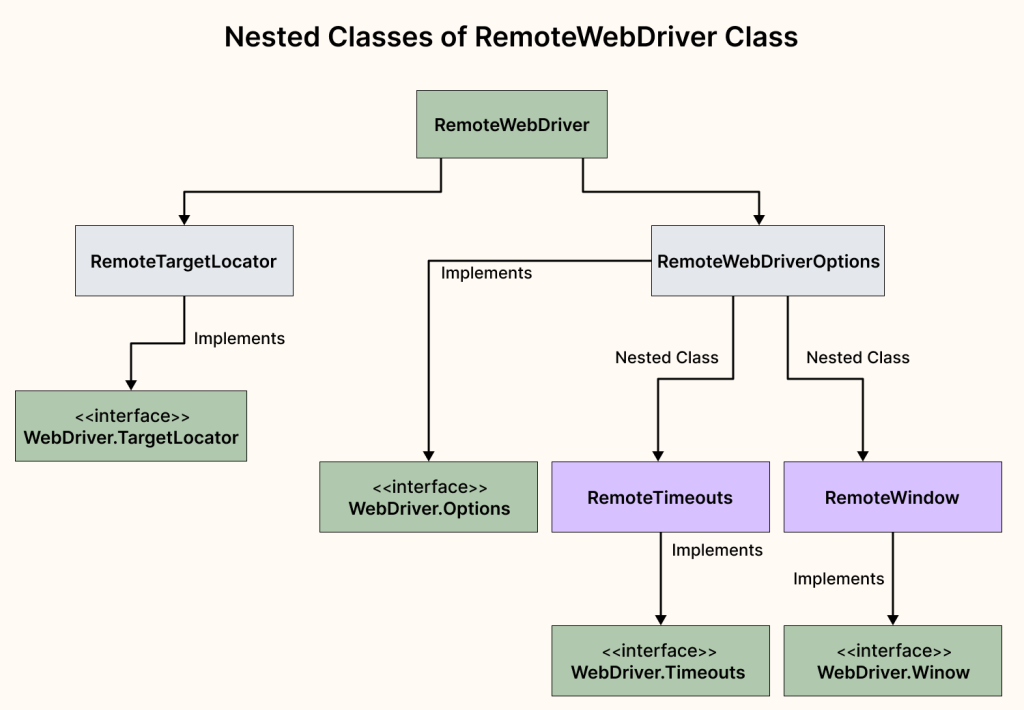 Nested Classes of RemoteWebDriver Class
RemoteWebDriver
RemoteTargetLocator
RemoteWebDriverOptions
Implements
Implements
Nested Class
Nested Class
<<interface>>
WebDriver.TargetLocator
<<interface>>
WebDriver.Options
RemoteTimeouts
RemoteWindow
Implements
Implements
<<interface>>
WebDriver.Timeouts
<<interface>>
WebDriver.Winow